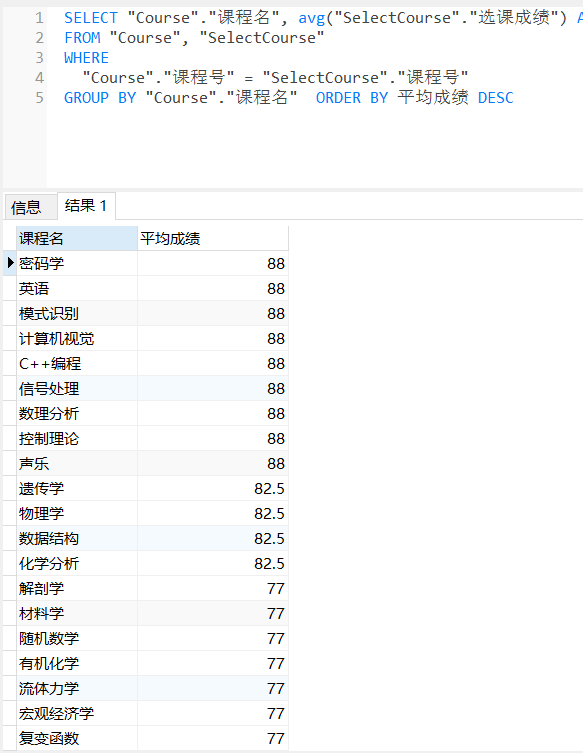 1 SELECT "Course"."课程名", avg("SelectCourse"."选课成绩") A
2 FROM "Course", "SelectCourse"
3 WHERE
4 "Course"."课程号" = "SelectCourse"."课程号"
5 GROUP BY "Course"."课程名" ORDER BY 平均成绩 DESC
信息 结果 1
课程名 平均成绩
密码学 88
英语 88
模式识别 88
计算机视觉 88
C++编程 88
信号处理 88
数理分析 88
控制理论 88
声乐 88
遗传学 82.5
物理学 82.5
数据结构 82.5
化学分析 82.5
解剖学 77
材料学 77
随机数学 77
有机化学 77
流体力学 77
宏观经济学 77
复变函数 77